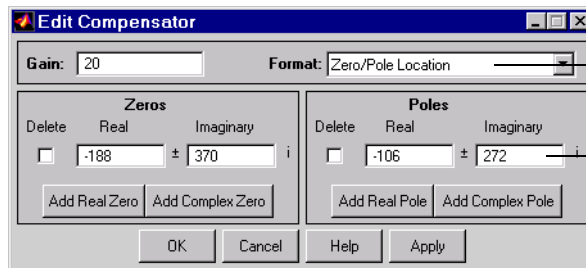 Edit Compensator
Gain: 20 Format: Zero/Pole Location
Zeros Poles
Delete Real Imaginary Delete Real Imaginary
-188 ± 370 i -106 ± 272 i
Add Real Zero Add Complex Zero Add Real Pole Add Complex Pole
OK Cancel Help Apply